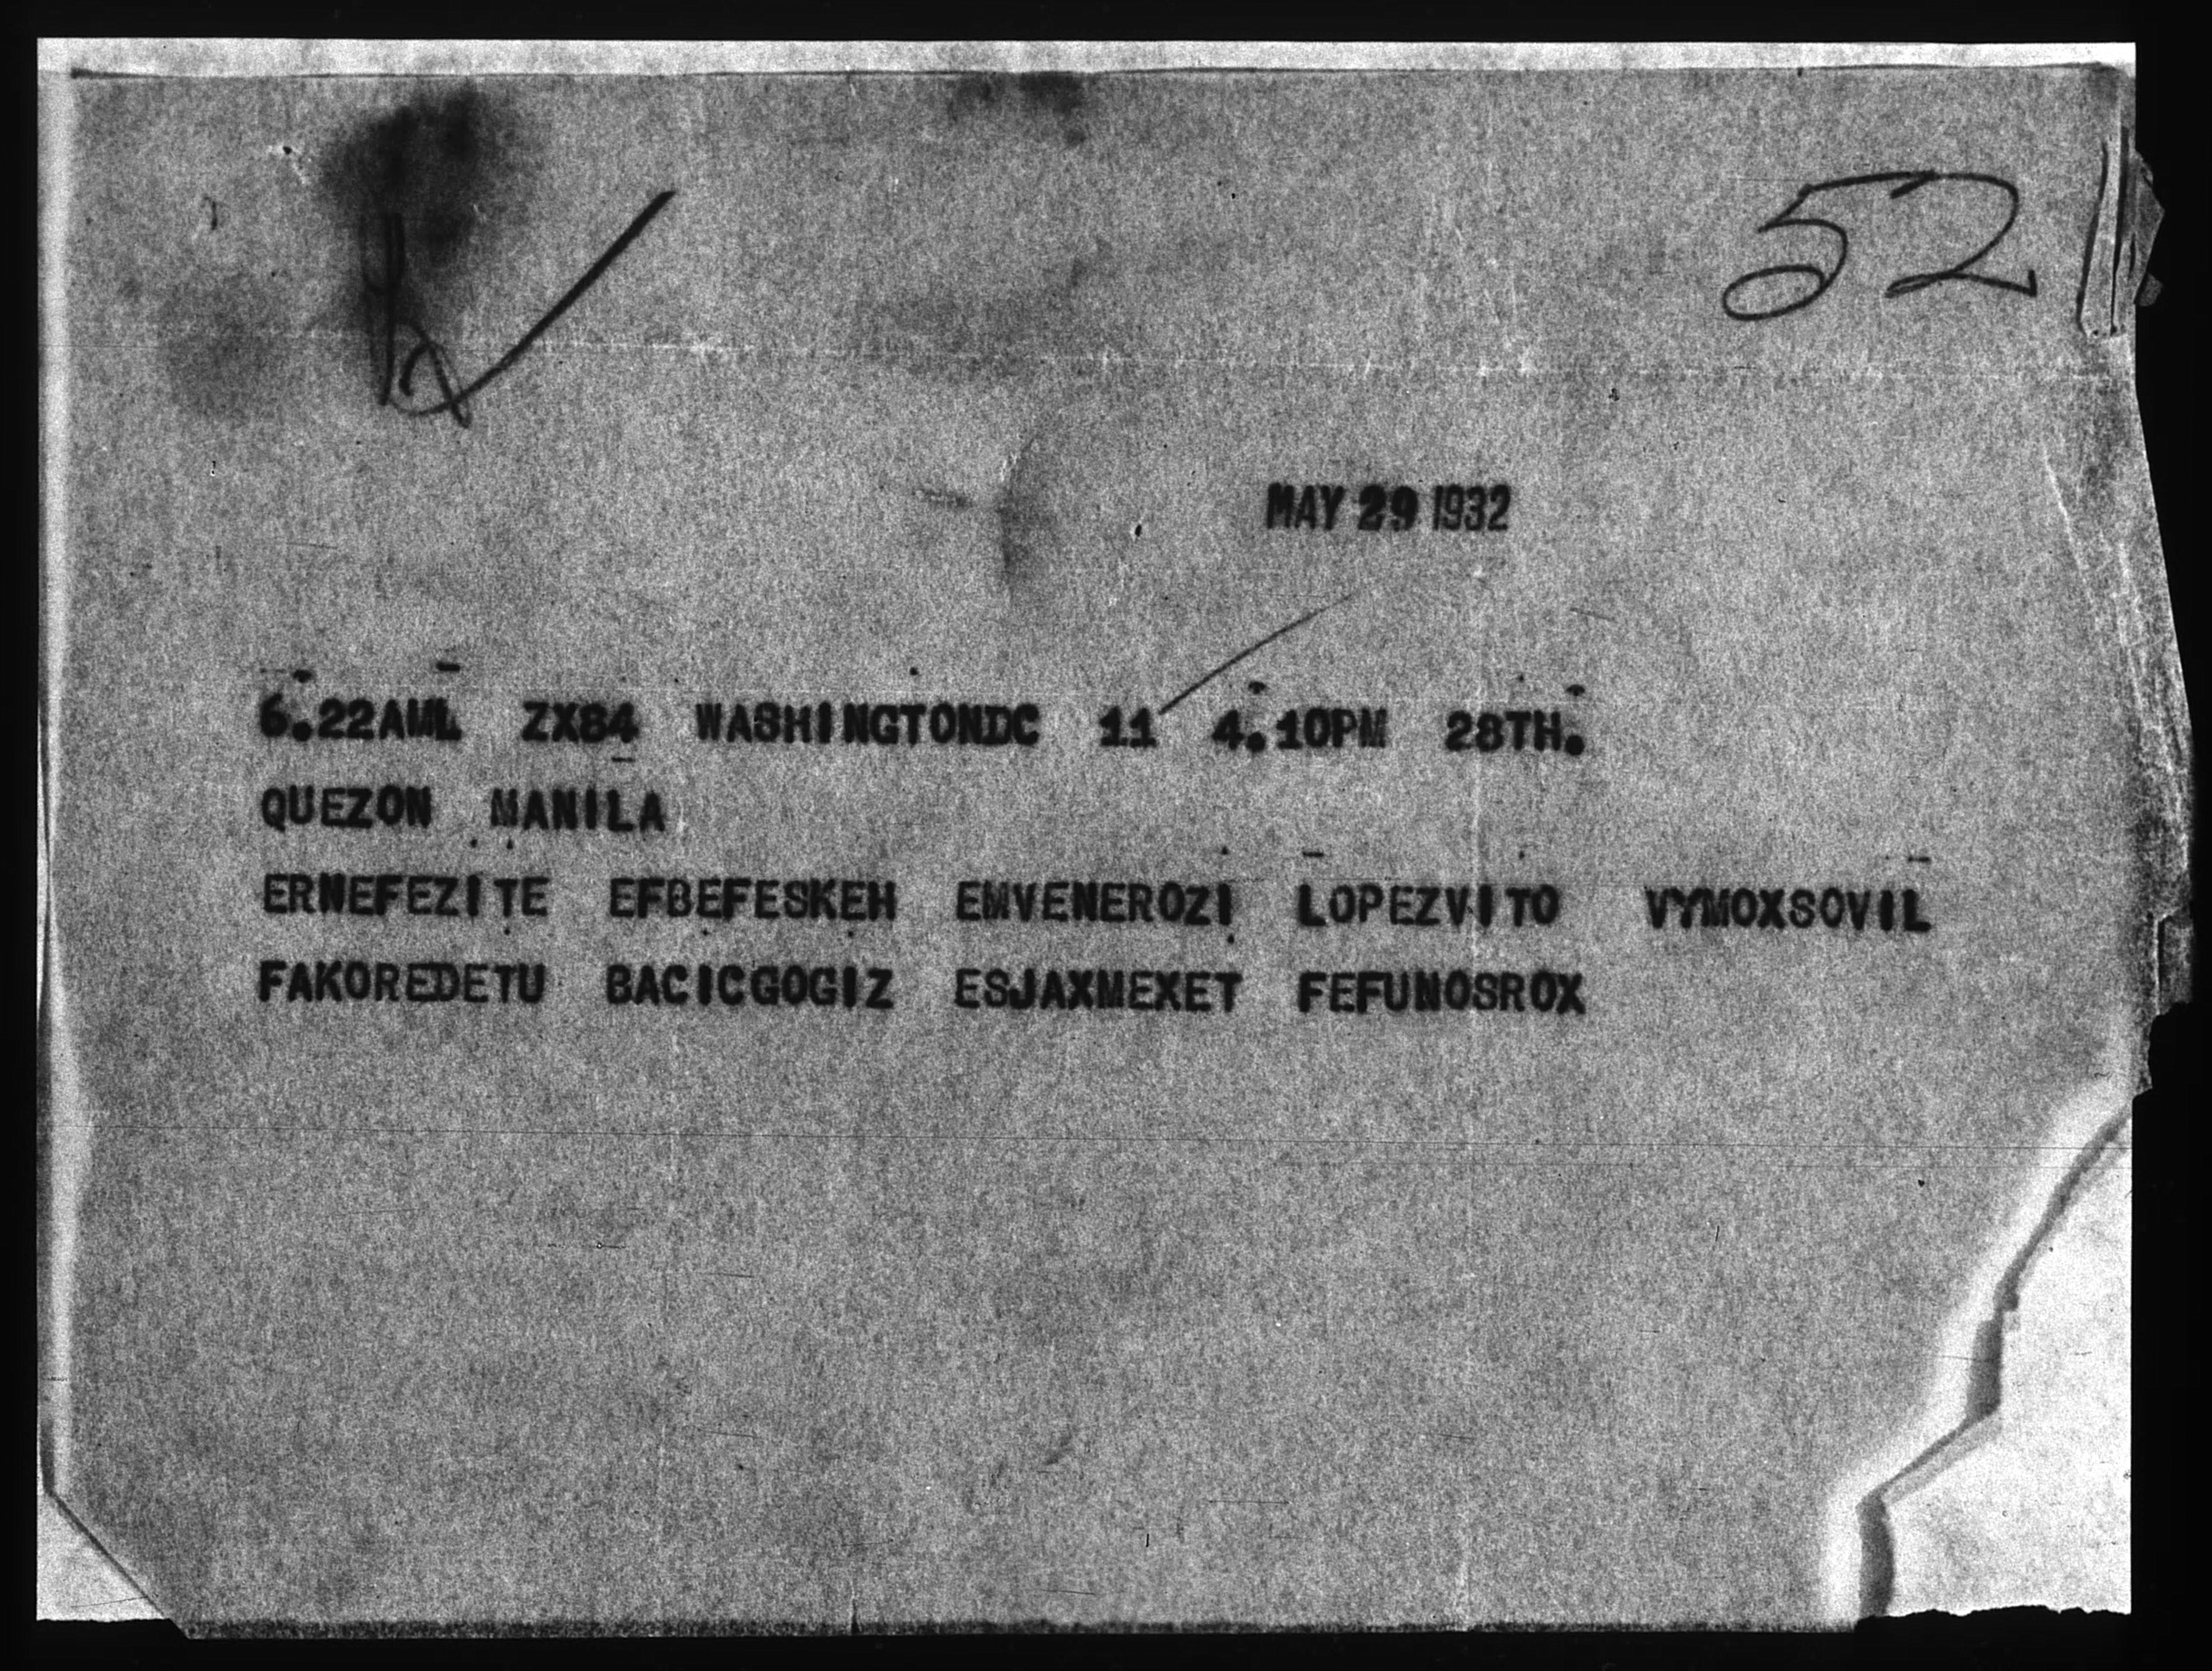 52
MAY 29 1932
6.22AML ZX84 WASHINGTONDC 11 4.10PM 28TH.
QUEZON MANILA
ERNEFEZITE EFBEFESKEH EMVENEROZI LOPEZVITO VYMOXSOVIL
FAKOREDETU BACICGOGIZ ESJAXMEXET FEFUNOSROX